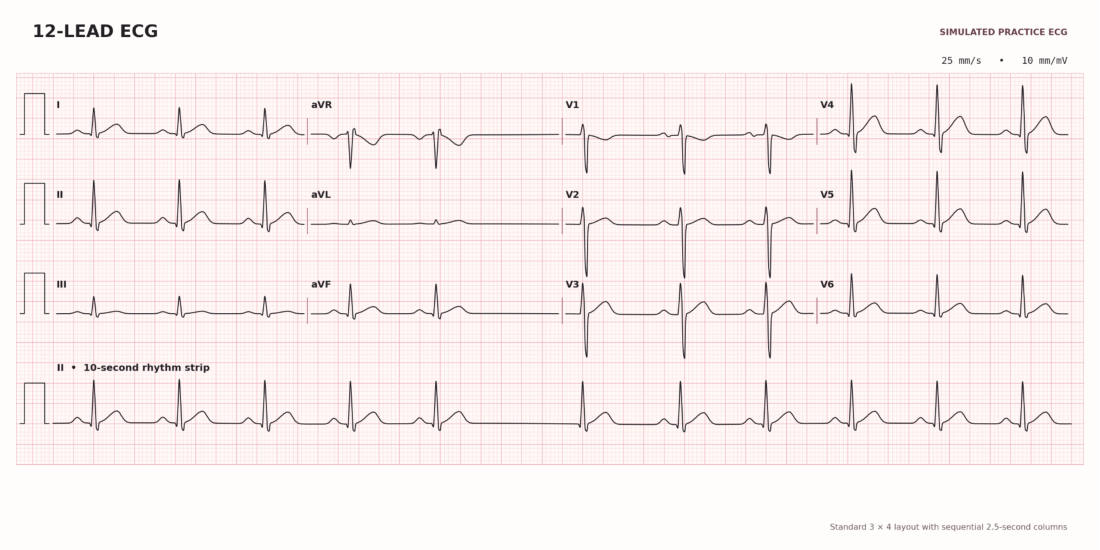 12-LEAD ECG
SIMULATED PRACTICE ECG
25 mm/s • 10 mm/mV
I aVR V1 V4
II aVL V2 V5
III aVF V3 V6
II • 10-second rhythm strip
Standard 3 × 4 layout with sequential 2.5-second columns